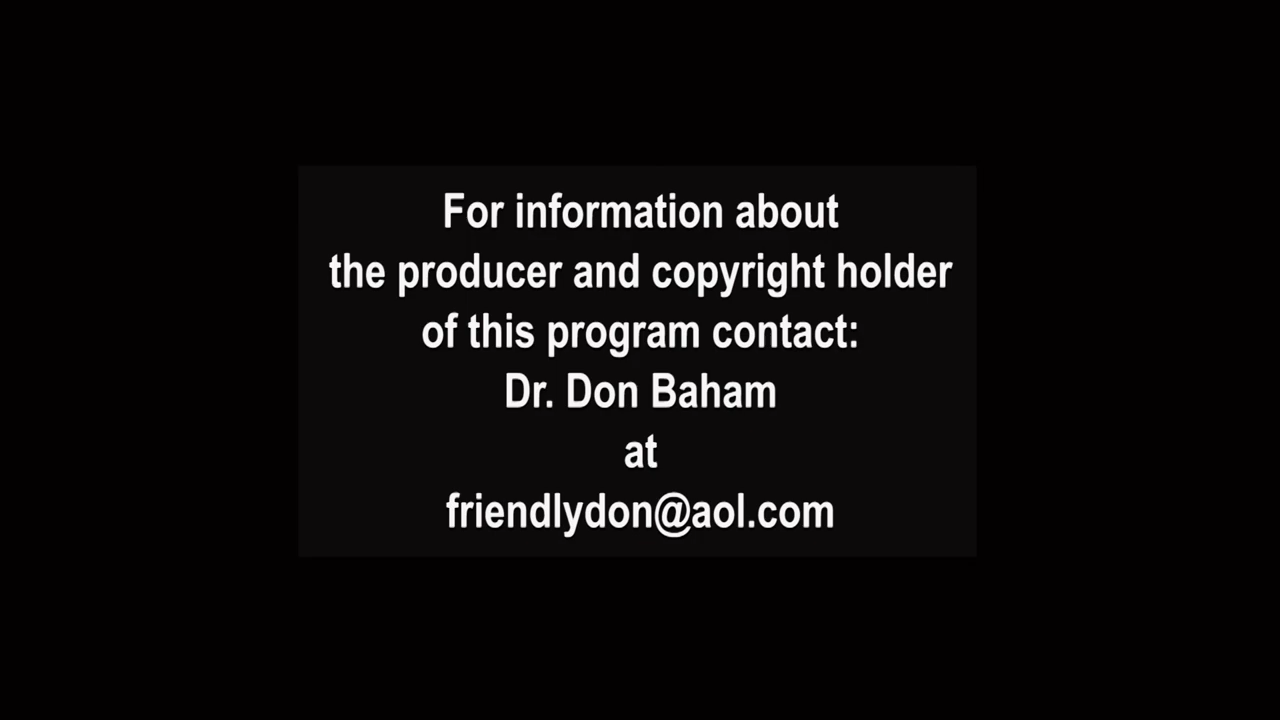 For information about
the producer and copyright holder
of this program contact:
Dr. Don Baham
at
friendlydon@aol.com